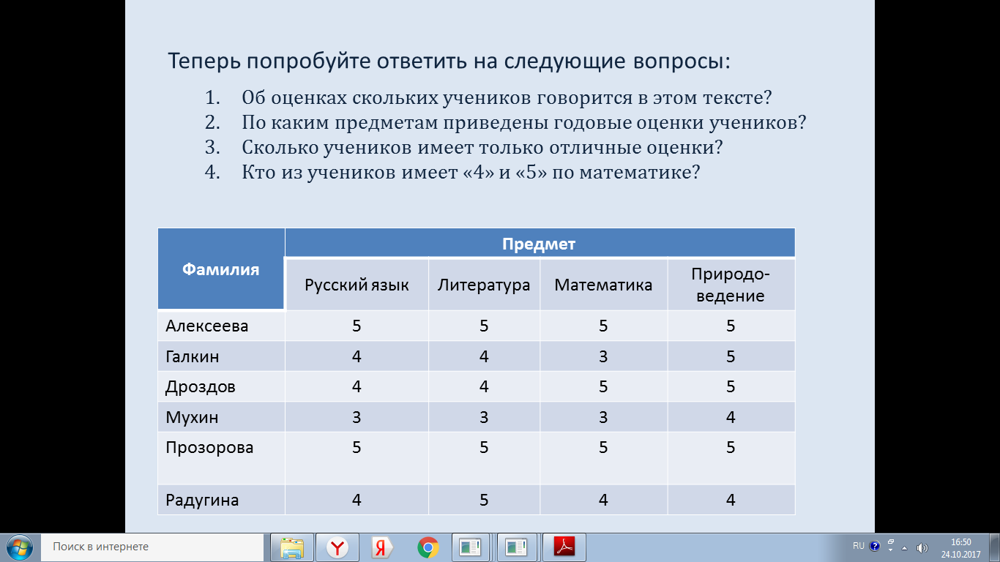 Теперь попробуйте ответить на следующие вопросы:
1. Об оценках скольких учеников говорится в этом тексте?
2. По каким предметам приведены годовые оценки учеников?
3. Сколько учеников имеет только отличные оценки?
4. Кто из учеников имеет «4» и «5» по математике?
Фамилия Предмет
Русский язык Литература Математика Природо-
ведение
Алексеева 5 5 5 5
Галкин 4 4 3 5
Дроздов 4 4 5 5
Мухин 3 3 3 4
Прозорова 5 5 5 5
Радугина 4 5 4 4
Поиск в интернете RU ? 16:50
24.10.2017